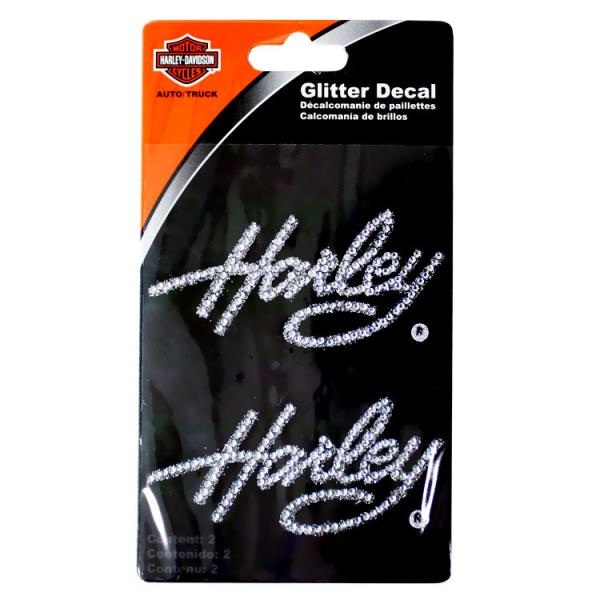 MOTOR
HARLEY-DAVIDSON
CYCLES
AUTO/TRUCK
Glitter Decal
Décalcomanie de paillettes
Calcomanía de brillos
Harley
®
Harley
®
Content: 2
Contenido: 2
Contenu: 2